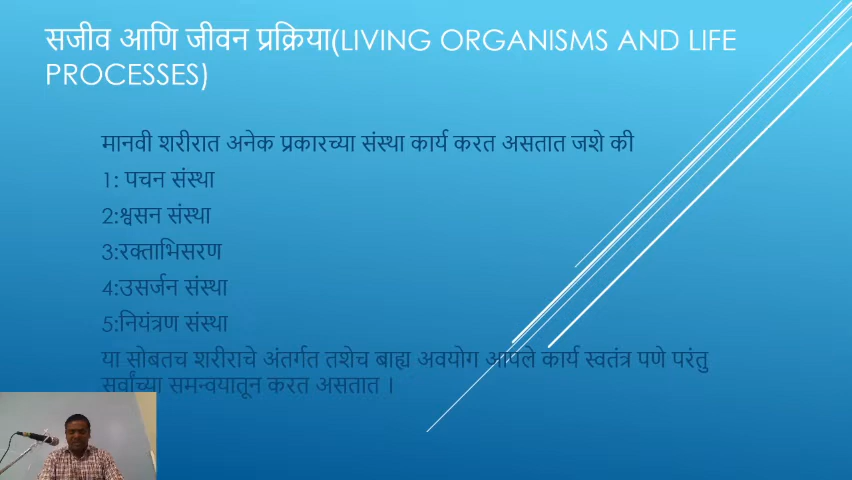 सजीव आणि जीवन प्रक्रिया(LIVING ORGANISMS AND LIFE
PROCESSES)
मानवी शरीरात अनेक प्रकारच्या संस्था कार्य करत असतात जशे की
1: पचन संस्था
2:श्वसन संस्था
3:रक्ताभिसरण
4:उसर्जन संस्था
5:नियंत्रण संस्था
या सोबतच शरीराचे अंतर्गत तशेच बाह्य अवयोग आपले कार्य स्वतंत्र पणे परंतु
सर्वांच्या समन्वयातून करत असतात ।